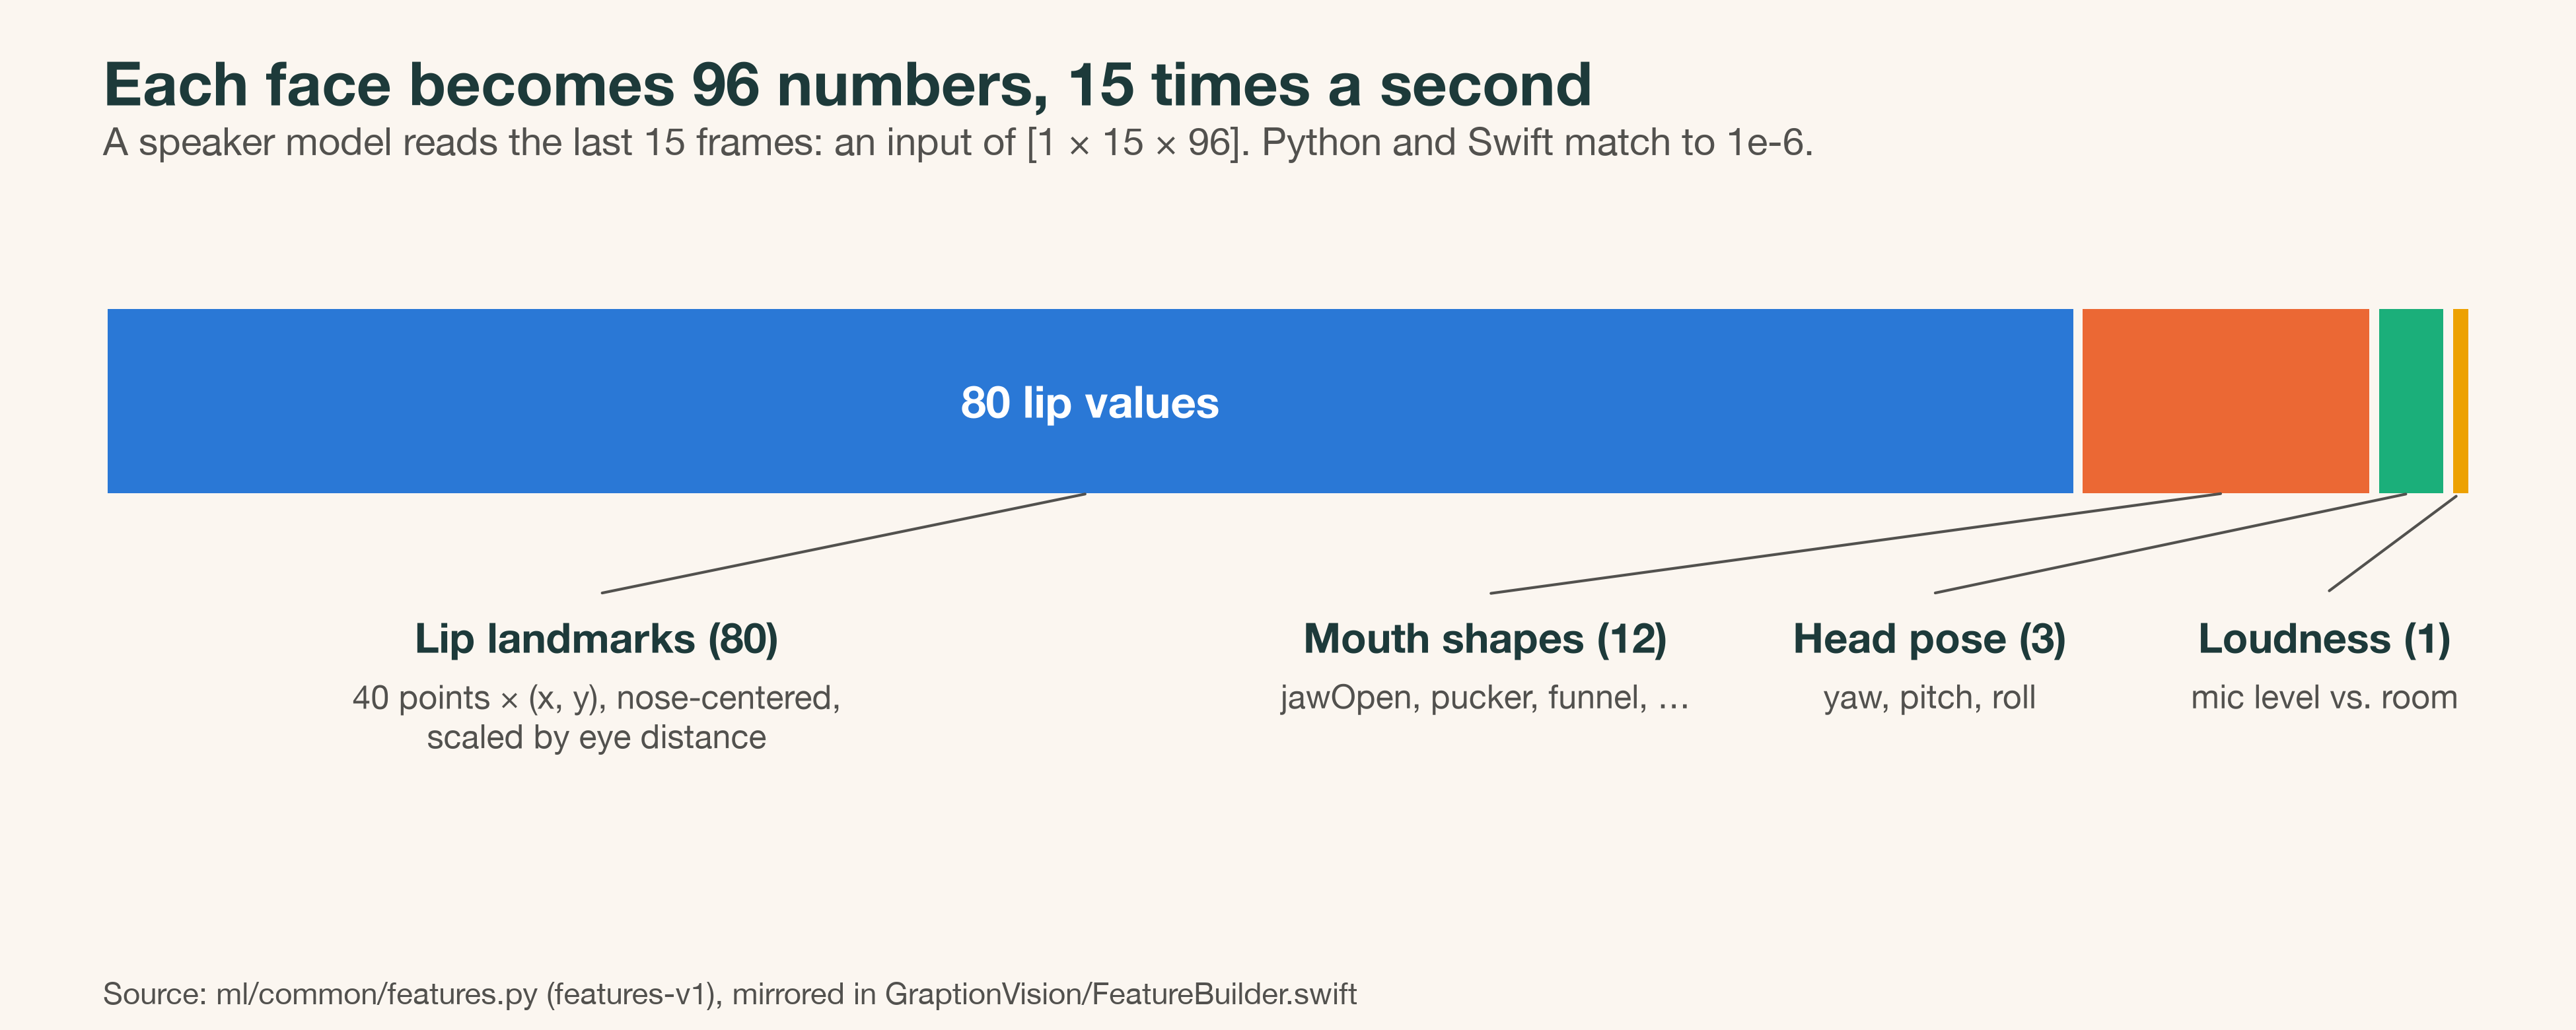 Each face becomes 96 numbers, 15 times a second
A speaker model reads the last 15 frames: an input of [1 × 15 × 96]. Python and Swift match to 1e-6.
80 lip values
Lip landmarks (80)
40 points × (x, y), nose-centered,
scaled by eye distance
Mouth shapes (12)
jawOpen, pucker, funnel, …
Head pose (3)
yaw, pitch, roll
Loudness (1)
mic level vs. room
Source: ml/common/features.py (features-v1), mirrored in GraptionVision/FeatureBuilder.swift